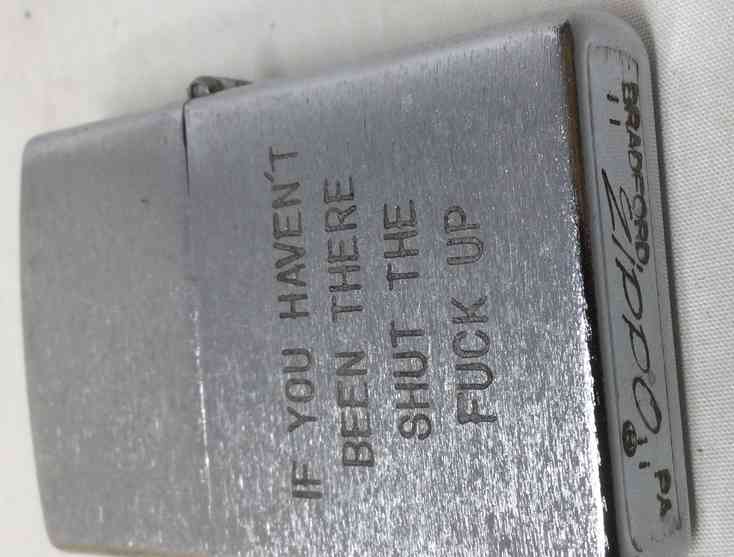 IF YOU HAVEN'T
BEEN THERE
SHUT THE
FUCK UP
BRADFORD, PA
Zippo ®